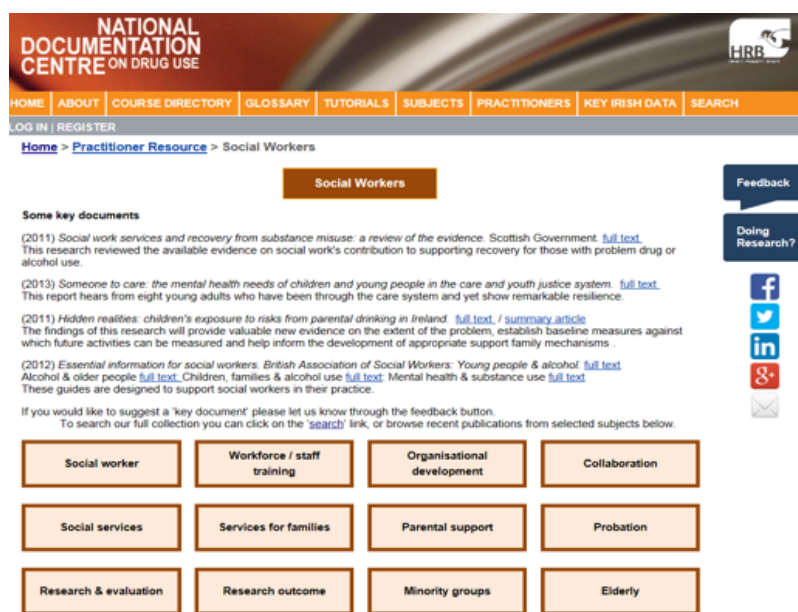 NATIONAL
DOCUMENTATION
CENTRE ON DRUG USE
HRB
HOME ABOUT COURSE DIRECTORY GLOSSARY TUTORIALS SUBJECTS PRACTITIONERS KEY IRISH DATA SEARCH
LOG IN | REGISTER
Home > Practitioner Resource > Social Workers
Social Workers
Feedback
Doing
Research?
Some key documents
(2011) Social work services and recovery from substance misuse: a review of the evidence. Scottish Government. full text
This research reviewed the available evidence on social work's contribution to supporting recovery for those with problem drug or
alcohol use.
(2013) Someone to care: the mental health needs of children and young people in the care and youth justice system. full text
This report hears from eight young adults who have been through the care system and yet show remarkable resilience.
(2011) Hidden realities: children's exposure to risks from parental drinking in Ireland. full text / summary article
The findings of this research will provide valuable new evidence on the extent of the problem, establish baseline measures against
which future activities can be measured and help inform the development of appropriate support family mechanisms .
(2012) Essential information for social workers. British Association of Social Workers: Young people & alcohol. full text
Alcohol & older people full text: Children, families & alcohol use full text: Mental health & substance use full text
These guides are designed to support social workers in their practice.
If you would like to suggest a 'key document' please let us know through the feedback button.
To search our full collection you can click on the 'search' link, or browse recent publications from selected subjects below.
Social worker
Workforce / staff
training
Organisational
development
Collaboration
Social services
Services for families
Parental support
Probation
Research & evaluation
Research outcome
Minority groups
Elderly